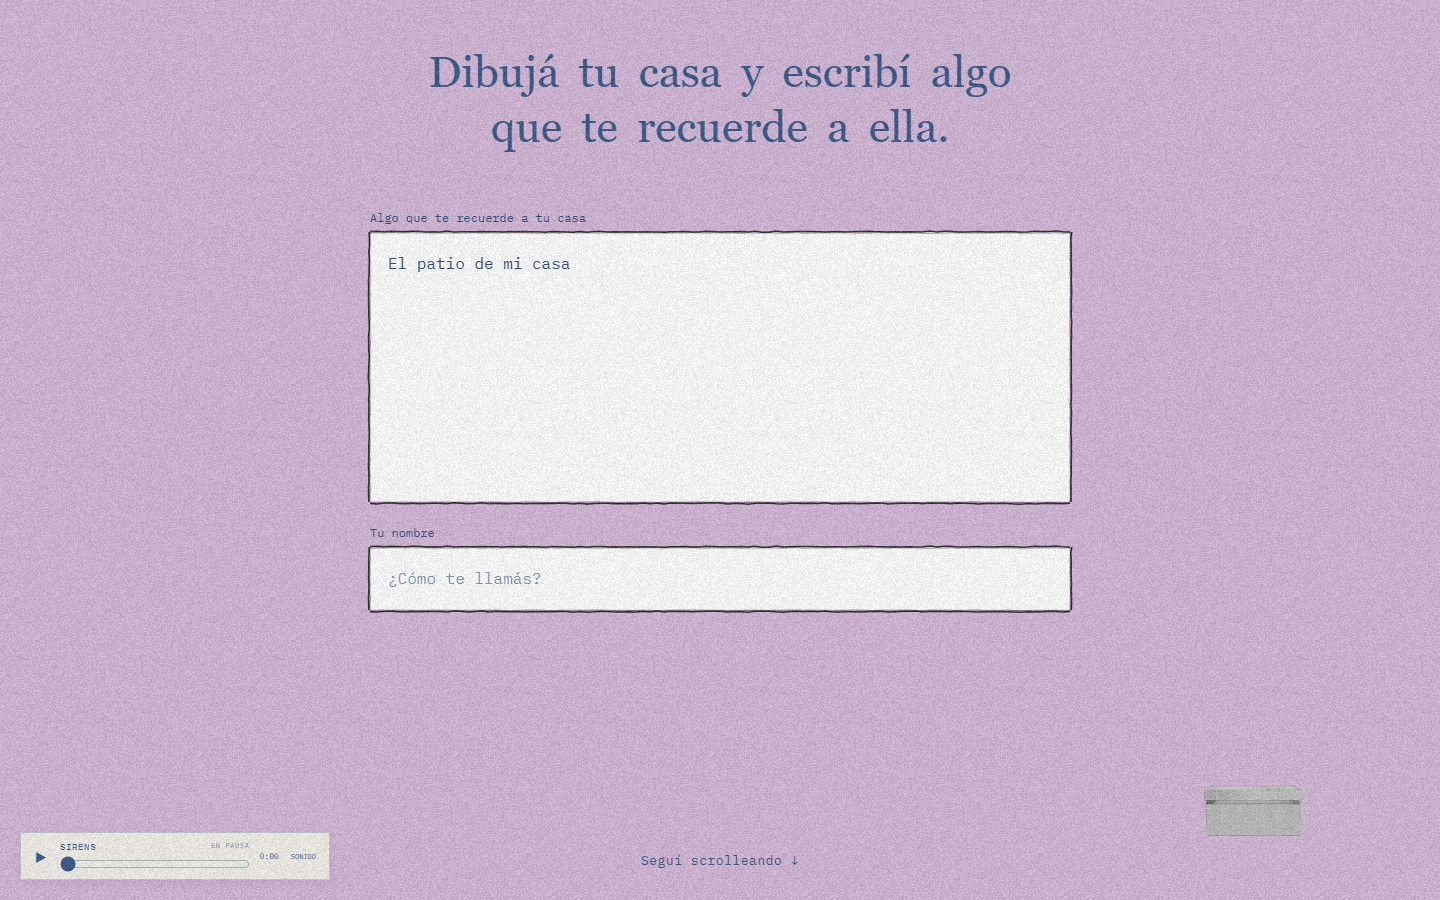 Dibujá tu casa y escribí algo
que te recuerde a ella.
Algo que te recuerde a tu casa
El patio de mi casa
Tu nombre
¿Cómo te llamás?
SIRENS
EN PAUSA
0:00
SONIDO
Seguí scrolleando ↓